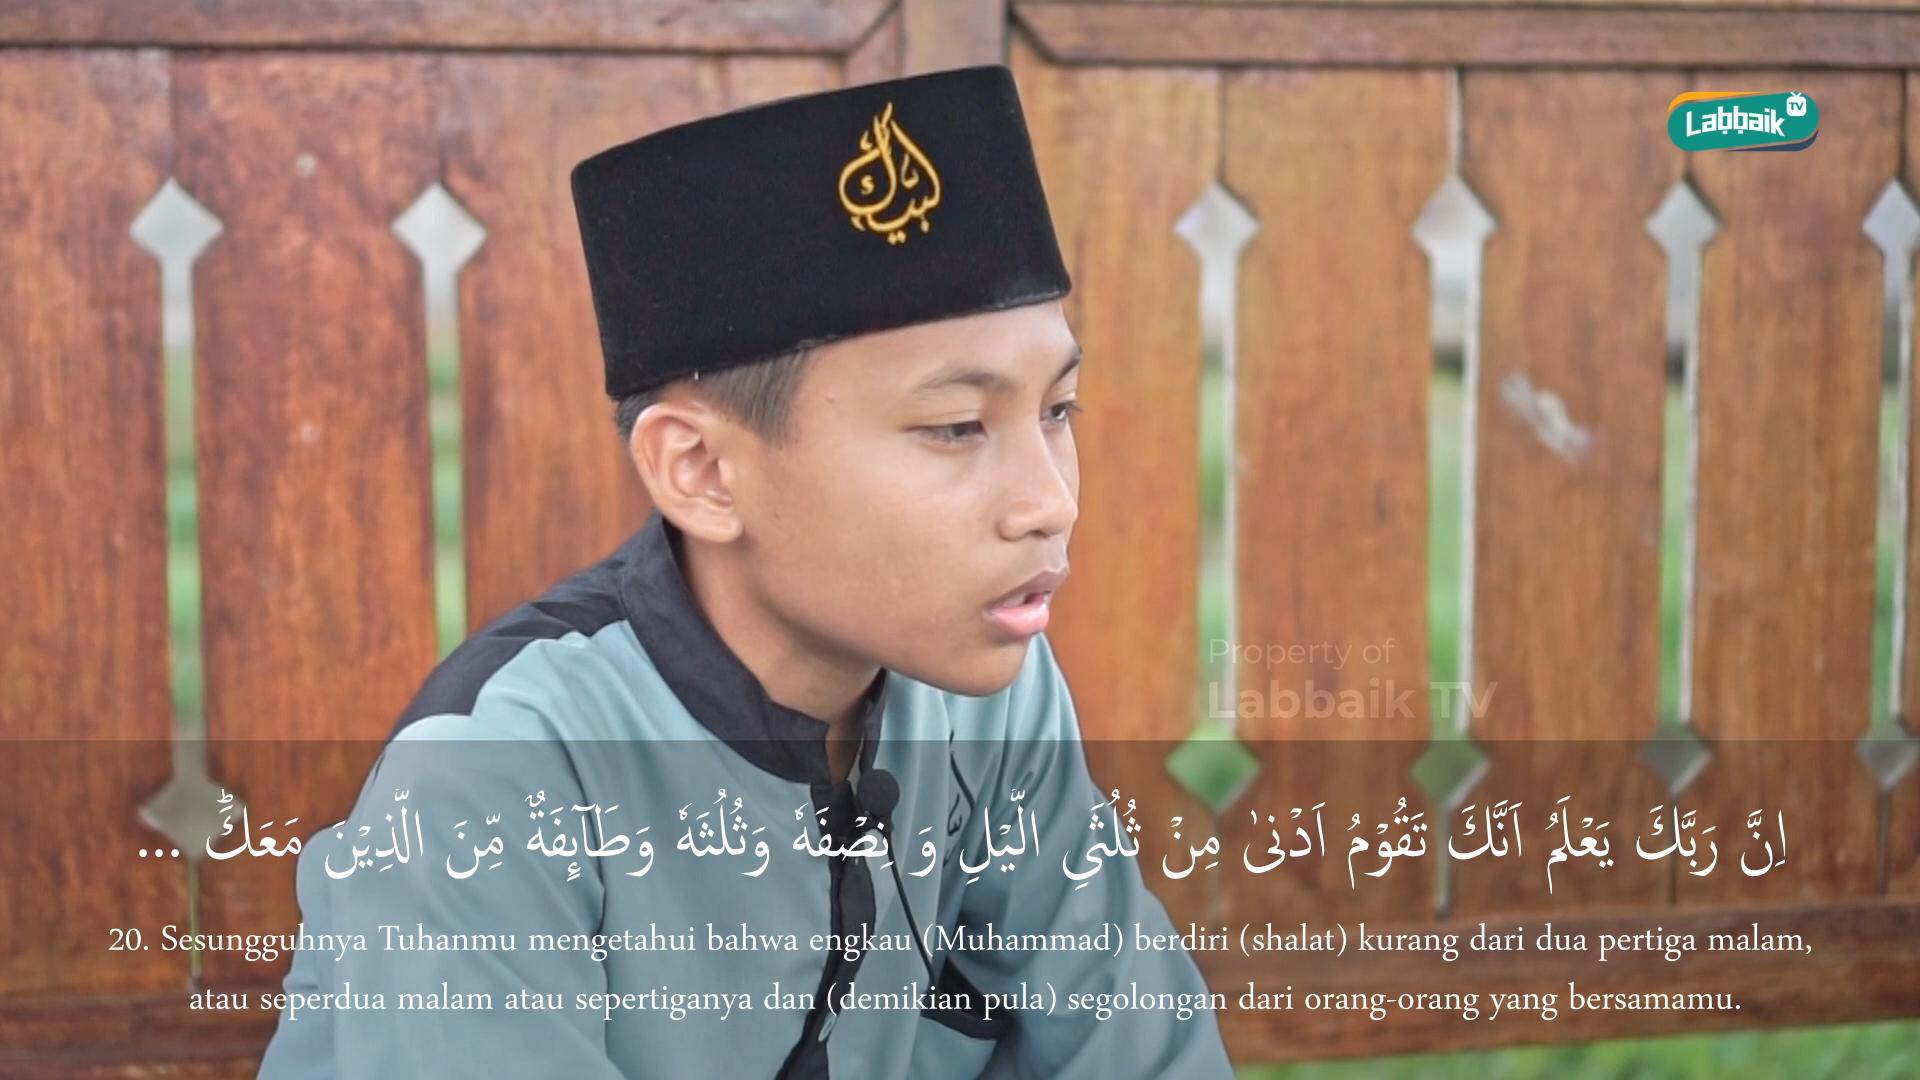 لبيك
Labbaik TV
Property of
Labbaik TV
اِنَّ رَبَّكَ يَعْلَمُ اَنَّكَ تَقُوْمُ اَدْنٰى مِنْ ثُلُثَيِ الَّيْلِ وَ نِصْفَهٗ وَثُلُثَهٗ وَطَاۤىِٕفَةٌ مِّنَ الَّذِيْنَ مَعَكَۗ ...
20. Sesungguhnya Tuhanmu mengetahui bahwa engkau (Muhammad) berdiri (shalat) kurang dari dua pertiga malam,
atau seperdua malam atau sepertiganya dan (demikian pula) segolongan dari orang-orang yang bersamamu.